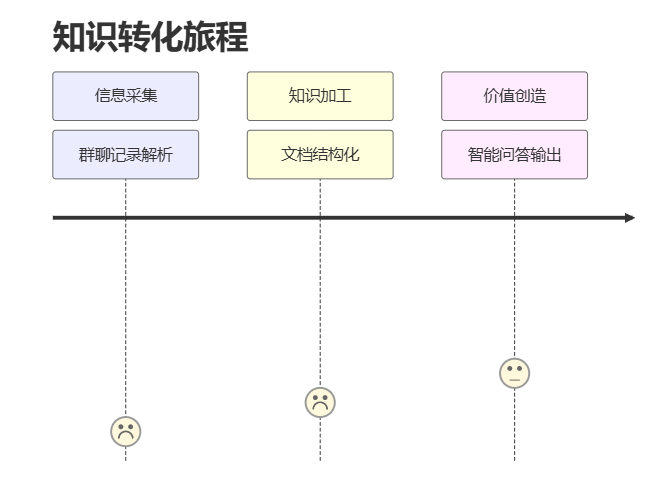 知识转化旅程
信息采集
知识加工
价值创造
群聊记录解析
文档结构化
智能问答输出